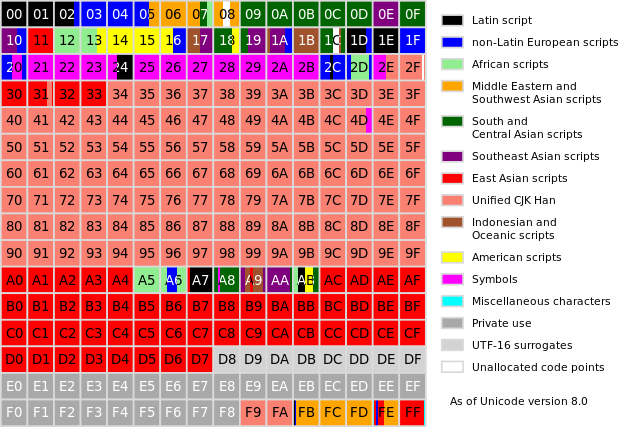 00 01 02 03 04 05 06 07 08 09 0A 0B 0C 0D 0E 0F
10 11 12 13 14 15 16 17 18 19 1A 1B 1C 1D 1E 1F
20 21 22 23 24 25 26 27 28 29 2A 2B 2C 2D 2E 2F
30 31 32 33 34 35 36 37 38 39 3A 3B 3C 3D 3E 3F
40 41 42 43 44 45 46 47 48 49 4A 4B 4C 4D 4E 4F
50 51 52 53 54 55 56 57 58 59 5A 5B 5C 5D 5E 5F
60 61 62 63 64 65 66 67 68 69 6A 6B 6C 6D 6E 6F
70 71 72 73 74 75 76 77 78 79 7A 7B 7C 7D 7E 7F
80 81 82 83 84 85 86 87 88 89 8A 8B 8C 8D 8E 8F
90 91 92 93 94 95 96 97 98 99 9A 9B 9C 9D 9E 9F
A0 A1 A2 A3 A4 A5 A6 A7 A8 A9 AA AB AC AD AE AF
B0 B1 B2 B3 B4 B5 B6 B7 B8 B9 BA BB BC BD BE BF
C0 C1 C2 C3 C4 C5 C6 C7 C8 C9 CA CB CC CD CE CF
D0 D1 D2 D3 D4 D5 D6 D7 D8 D9 DA DB DC DD DE DF
E0 E1 E2 E3 E4 E5 E6 E7 E8 E9 EA EB EC ED EE EF
F0 F1 F2 F3 F4 F5 F6 F7 F8 F9 FA FB FC FD FE FF
Latin script
non-Latin European scripts
African scripts
Middle Eastern and
Southwest Asian scripts
South and
Central Asian scripts
Southeast Asian scripts
East Asian scripts
Unified CJK Han
Indonesian and
Oceanic scripts
American scripts
Symbols
Miscellaneous characters
Private use
UTF-16 surrogates
Unallocated code points
As of Unicode version 8.0